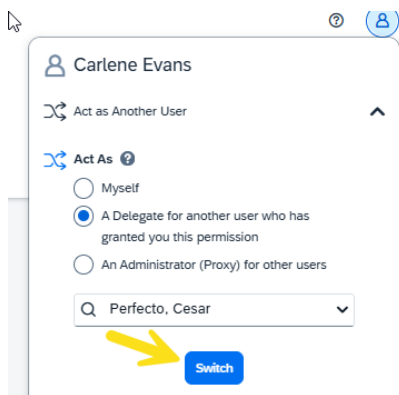 Carlene Evans
Act as Another User
Act As
Myself
A Delegate for another user who has
granted you this permission
An Administrator (Proxy) for other users
Perfecto, Cesar
Switch